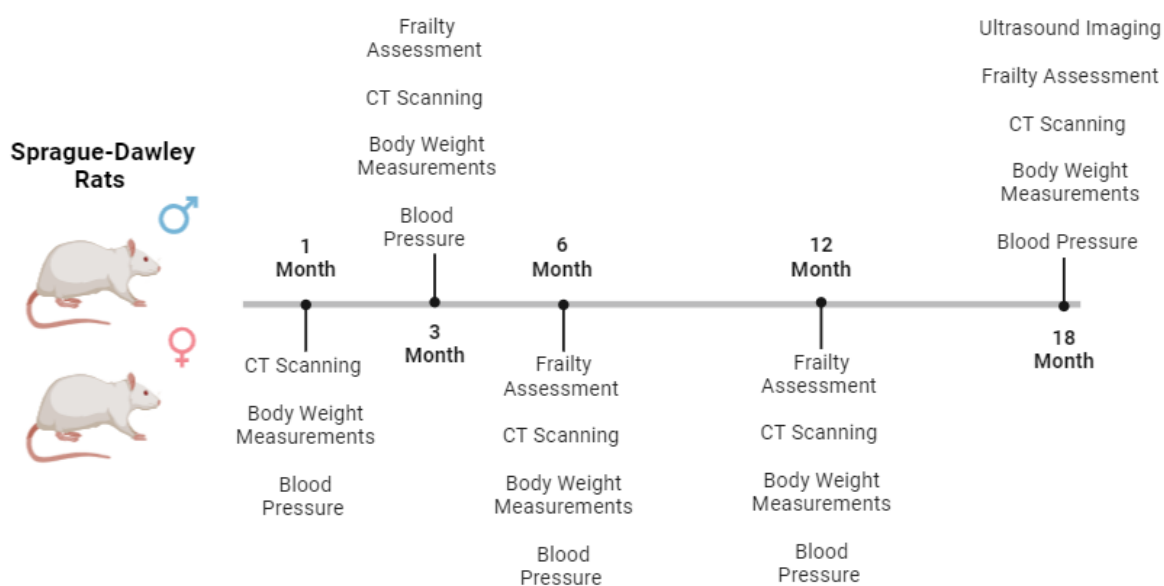 Sprague-Dawley
Rats
1
Month
CT Scanning
Body Weight
Measurements
Blood
Pressure
Frailty
Assessment
CT Scanning
Body Weight
Measurements
Blood
Pressure
3
Month
6
Month
Frailty
Assessment
CT Scanning
Body Weight
Measurements
Blood
Pressure
12
Month
Frailty
Assessment
CT Scanning
Body Weight
Measurements
Blood
Pressure
Ultrasound Imaging
Frailty Assessment
CT Scanning
Body Weight
Measurements
Blood Pressure
18
Month